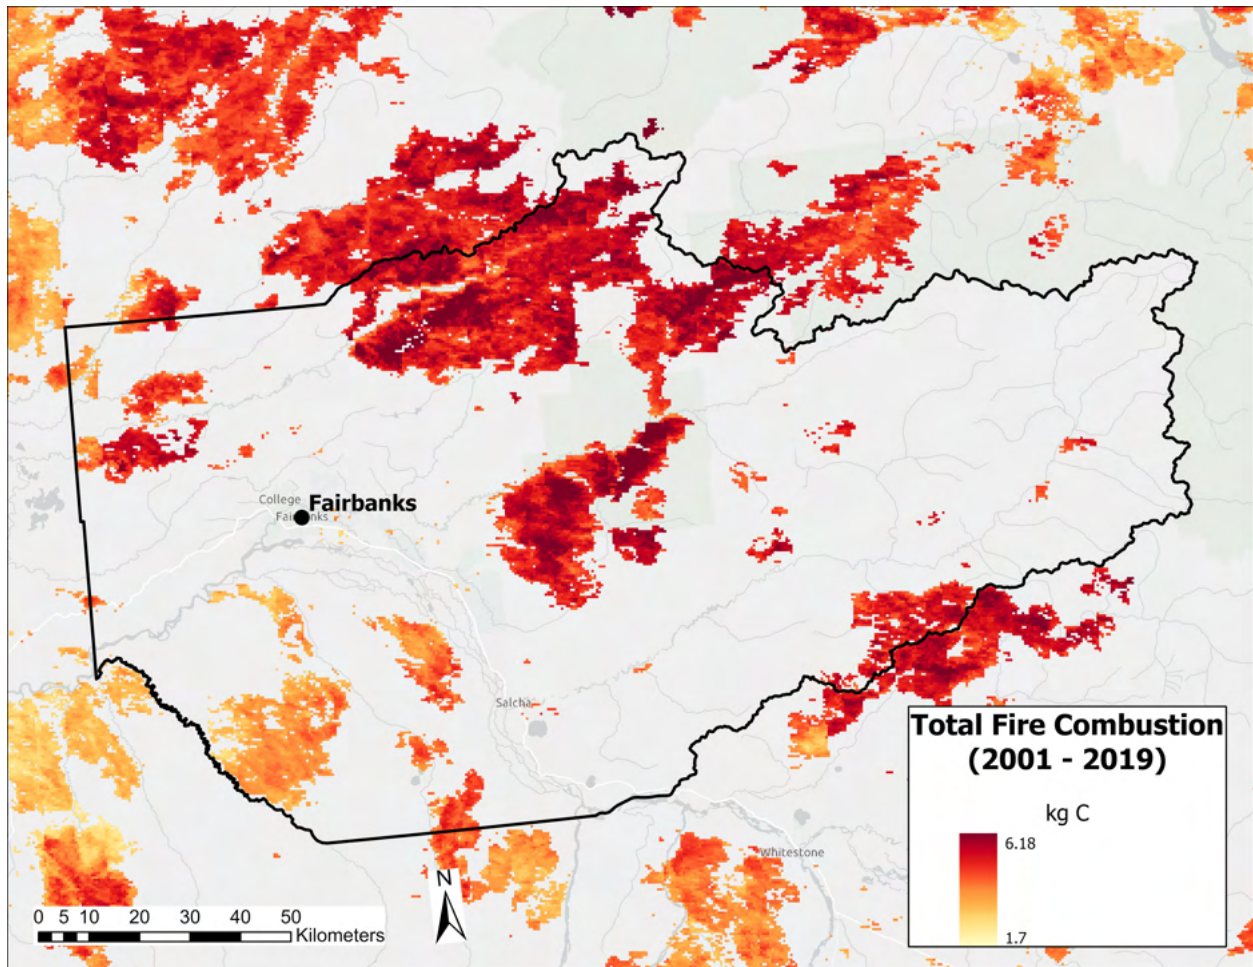 College
Fairbanks
Fairbanks
Salcha
Whitestone
Total Fire Combustion
(2001 - 2019)
kg C
6.18
1.7
N
0 5 10 20 30 40 50
Kilometers